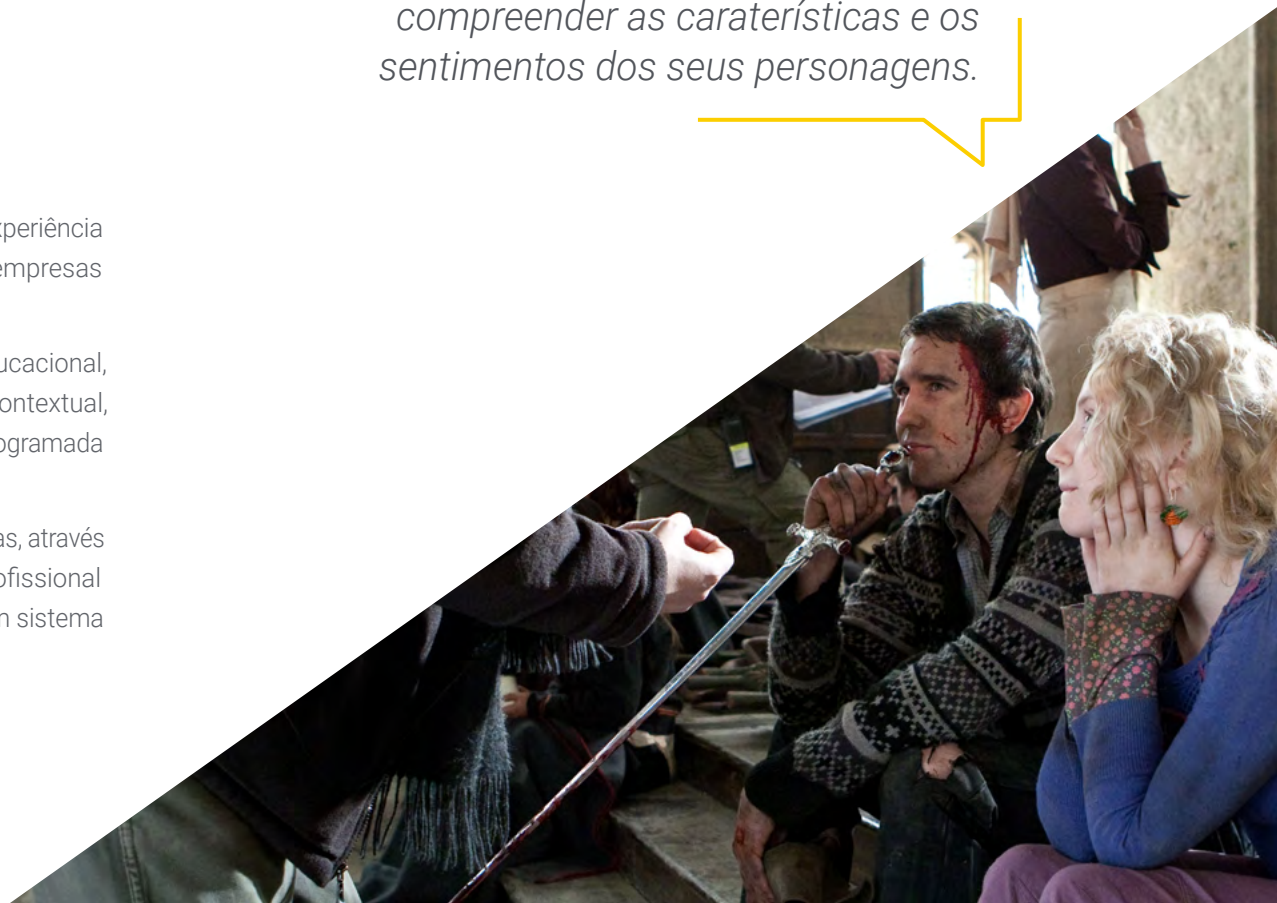 compreender as caraterísticas e os
sentimentos dos seus personagens.
xperiência
empresas
ucacional,
ontextual,
ogramada
as, através
ofissional
n sistema